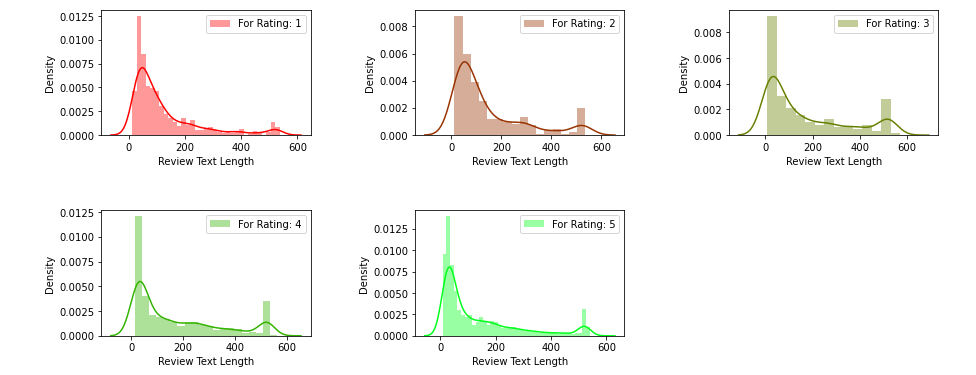 For Rating: 1
0.0125
0.0100
0.0075
0.0050
0.0025
0.0000
Density
0 200 400 600
Review Text Length
For Rating: 2
0.008
0.006
0.004
0.002
0.000
Density
0 200 400 600
Review Text Length
For Rating: 3
0.008
0.006
0.004
0.002
0.000
Density
0 200 400 600
Review Text Length
For Rating: 4
0.0125
0.0100
0.0075
0.0050
0.0025
0.0000
Density
0 200 400 600
Review Text Length
For Rating: 5
0.0125
0.0100
0.0075
0.0050
0.0025
0.0000
Density
0 200 400 600
Review Text Length